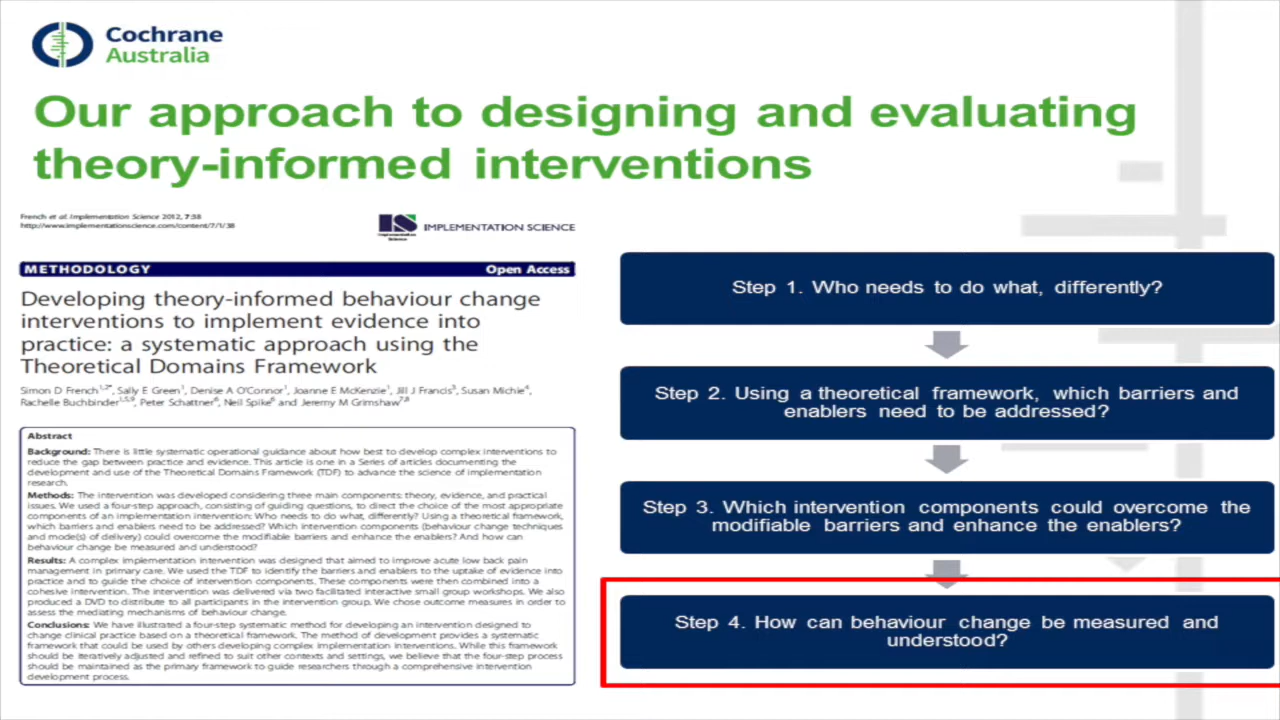 Cochrane
Australia
Our approach to designing and evaluating
theory-informed interventions
French et al. Implementation Science 2012, 7:38
http://www.implementationscience.com/content/7/1/38
IS
Implementation
Science
IMPLEMENTATION SCIENCE
METHODOLOGY
Open Access
Developing theory-informed behaviour change
interventions to implement evidence into
practice: a systematic approach using the
Theoretical Domains Framework
Simon D French1,2*, Sally E Green1, Denise A O'Connor1, Joanne E McKenzie1, Jill J Francis3, Susan Michie4,
Rachelle Buchbinder1,5,9, Peter Schattner6, Neil Spike6 and Jeremy M Grimshaw7,8
Abstract
Background: There is little systematic operational guidance about how best to develop complex interventions to
reduce the gap between practice and evidence. This article is one in a Series of articles documenting the
development and use of the Theoretical Domains Framework (TDF) to advance the science of implementation
research.
Methods: The intervention was developed considering three main components: theory, evidence, and practical
issues. We used a four-step approach, consisting of guiding questions, to direct the choice of the most appropriate
components of an implementation intervention: Who needs to do what, differently? Using a theoretical framework,
which barriers and enablers need to be addressed? Which intervention components (behaviour change techniques
and mode(s) of delivery) could overcome the modifiable barriers and enhance the enablers? And how can
behaviour change be measured and understood?
Results: A complex implementation intervention was designed that aimed to improve acute low back pain
management in primary care. We used the TDF to identify the barriers and enablers to the uptake of evidence into
practice and to guide the choice of intervention components. These components were then combined into a
cohesive intervention. The intervention was delivered via two facilitated interactive small group workshops. We also
produced a DVD to distribute to all participants in the intervention group. We chose outcome measures in order to
assess the mediating mechanisms of behaviour change.
Conclusions: We have illustrated a four-step systematic method for developing an intervention designed to
change clinical practice based on a theoretical framework. The method of development provides a systematic
framework that could be used by others developing complex implementation interventions. While this framework
should be iteratively adjusted and refined to suit other contexts and settings, we believe that the four-step process
should be maintained as the primary framework to guide researchers through a comprehensive intervention
development process.
Step 1. Who needs to do what, differently?
Step 2. Using a theoretical framework, which barriers and
enablers need to be addressed?
Step 3. Which intervention components could overcome the
modifiable barriers and enhance the enablers?
Step 4. How can behaviour change be measured and
understood?